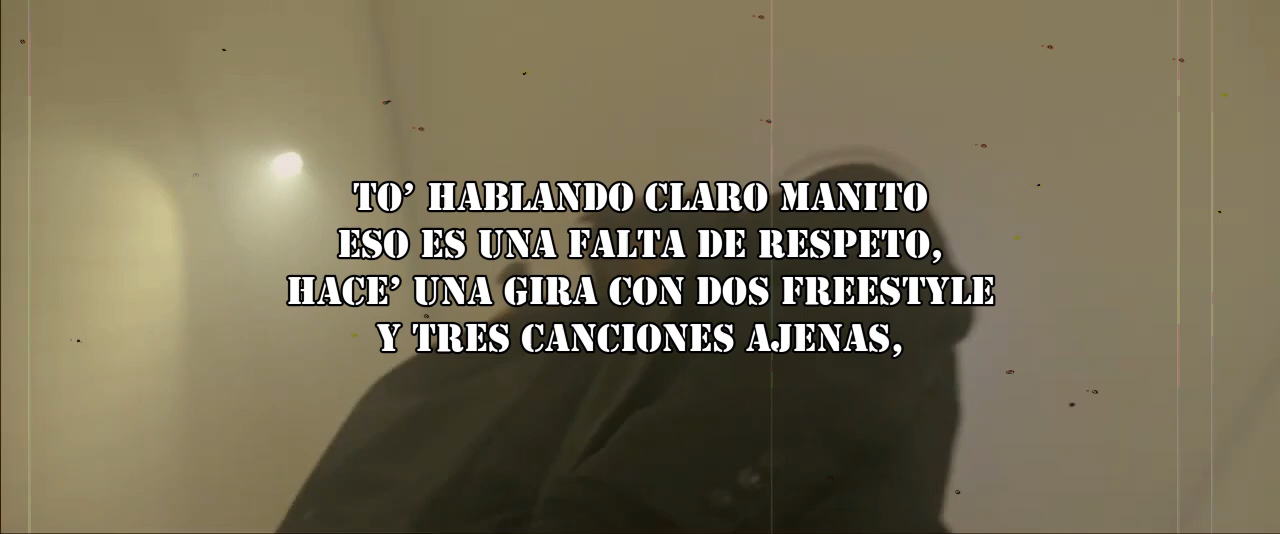 TO' HABLANDO CLARO MANITO
ESO ES UNA FALTA DE RESPETO,
HACE' UNA GIRA CON DOS FREESTYLE
Y TRES CANCIONES AJENAS,